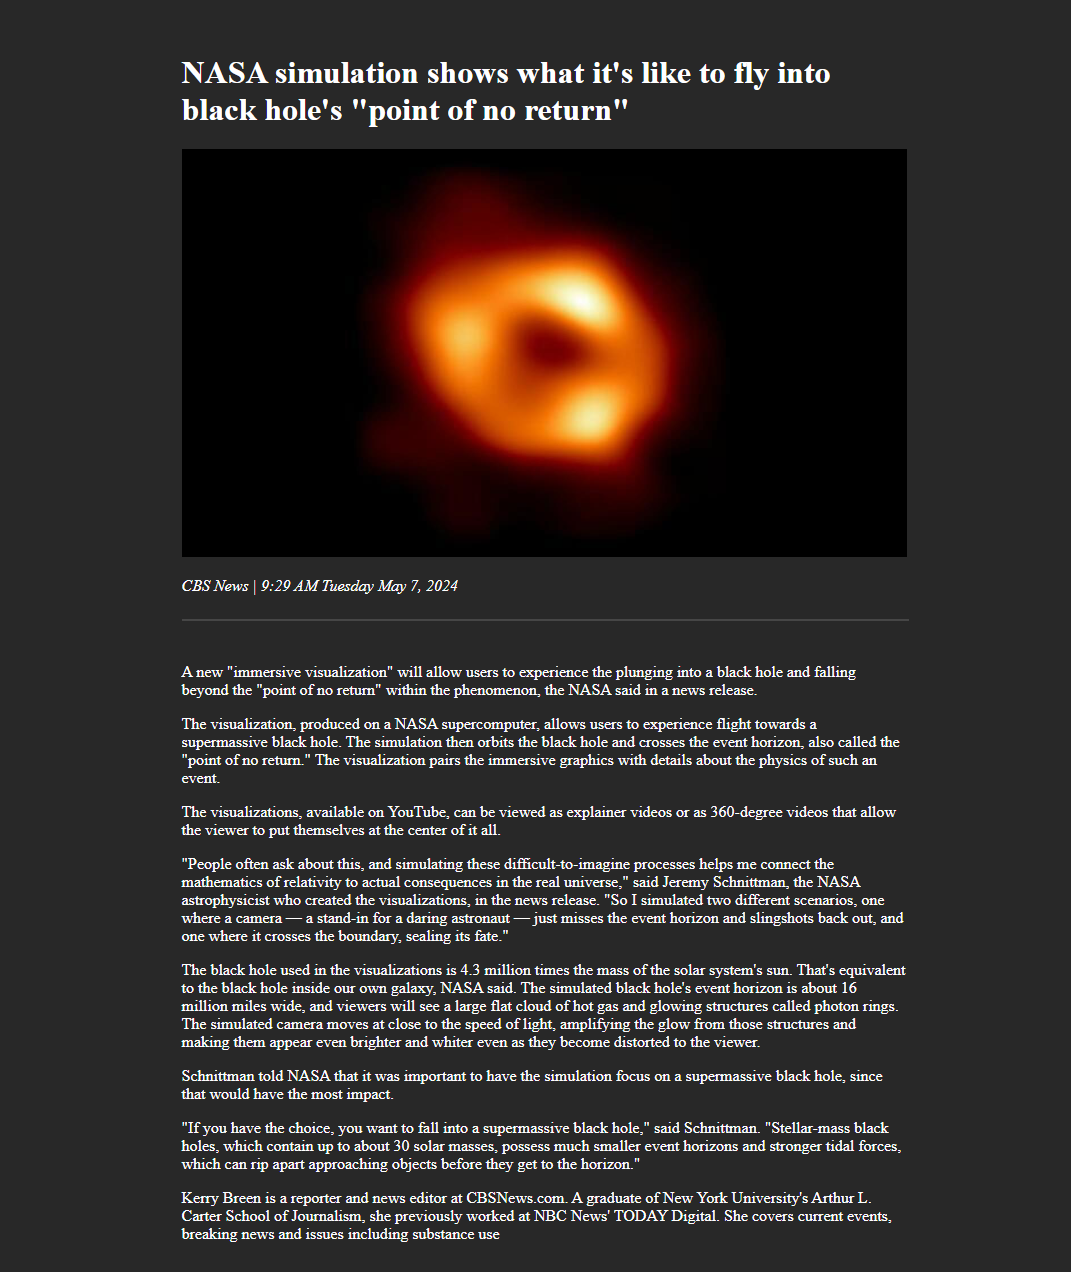 NASA simulation shows what it's like to fly into
black hole's "point of no return"
CBS News | 9:29 AM Tuesday May 7, 2024
A new "immersive visualization" will allow users to experience the plunging into a black hole and falling
beyond the "point of no return" within the phenomenon, the NASA said in a news release.
The visualization, produced on a NASA supercomputer, allows users to experience flight towards a
supermassive black hole. The simulation then orbits the black hole and crosses the event horizon, also called the
"point of no return." The visualization pairs the immersive graphics with details about the physics of such an
event.
The visualizations, available on YouTube, can be viewed as explainer videos or as 360-degree videos that allow
the viewer to put themselves at the center of it all.
"People often ask about this, and simulating these difficult-to-imagine processes helps me connect the
mathematics of relativity to actual consequences in the real universe," said Jeremy Schnittman, the NASA
astrophysicist who created the visualizations, in the news release. "So I simulated two different scenarios, one
where a camera — a stand-in for a daring astronaut — just misses the event horizon and slingshots back out, and
one where it crosses the boundary, sealing its fate."
The black hole used in the visualizations is 4.3 million times the mass of the solar system's sun. That's equivalent
to the black hole inside our own galaxy, NASA said. The simulated black hole's event horizon is about 16
million miles wide, and viewers will see a large flat cloud of hot gas and glowing structures called photon rings.
The simulated camera moves at close to the speed of light, amplifying the glow from those structures and
making them appear even brighter and whiter even as they become distorted to the viewer.
Schnittman told NASA that it was important to have the simulation focus on a supermassive black hole, since
that would have the most impact.
"If you have the choice, you want to fall into a supermassive black hole," said Schnittman. "Stellar-mass black
holes, which contain up to about 30 solar masses, possess much smaller event horizons and stronger tidal forces,
which can rip apart approaching objects before they get to the horizon."
Kerry Breen is a reporter and news editor at CBSNews.com. A graduate of New York University's Arthur L.
Carter School of Journalism, she previously worked at NBC News' TODAY Digital. She covers current events,
breaking news and issues including substance use